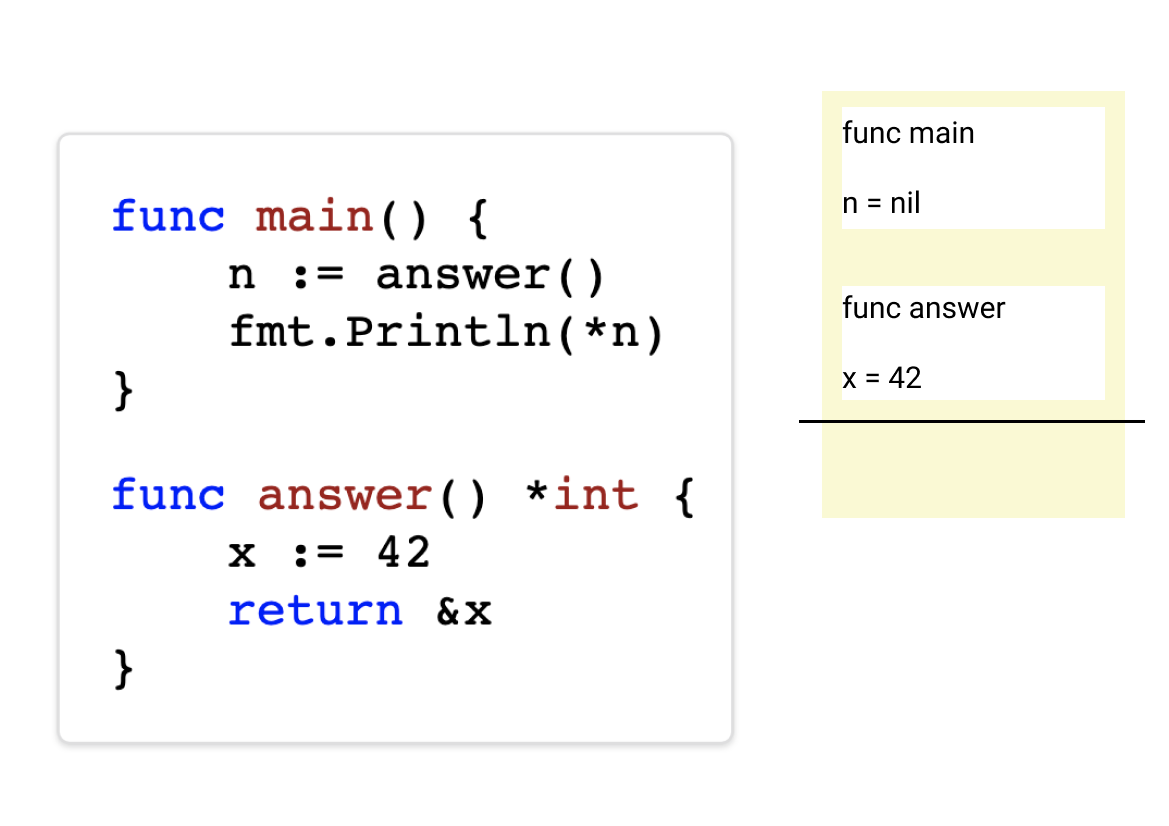 func main() {
    n := answer()
    fmt.Println(*n)
}
func answer() *int {
    x := 42
    return &x
}
func main
n = nil
func answer
x = 42